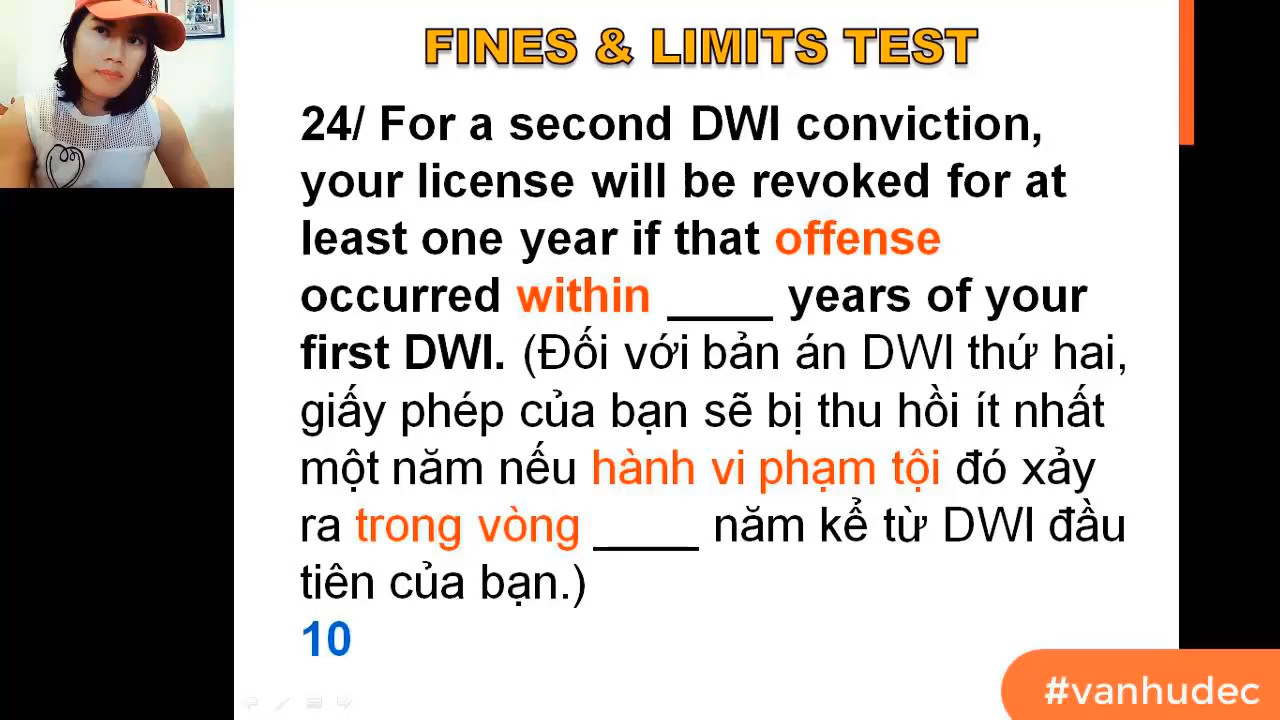 FINES & LIMITS TEST
24/ For a second DWI conviction,
your license will be revoked for at
least one year if that offense
occurred within ____ years of your
first DWI. (Đối với bản án DWI thứ hai,
giấy phép của bạn sẽ bị thu hồi ít nhất
một năm nếu hành vi phạm tội đó xảy
ra trong vòng ____ năm kể từ DWI đầu
tiên của bạn.)
10
#vanhudec